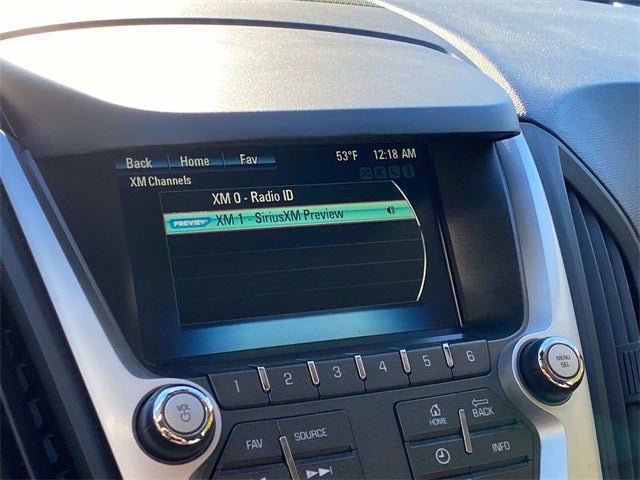 Back Home Fav 53°F 12:18 AM
XM Channels
XM 0 - Radio ID
PREVIEW XM 1 - SiriusXM Preview
1 2 3 4 5 6
VOL
FAV SOURCE
HOME BACK
INFO
MENU
SEL